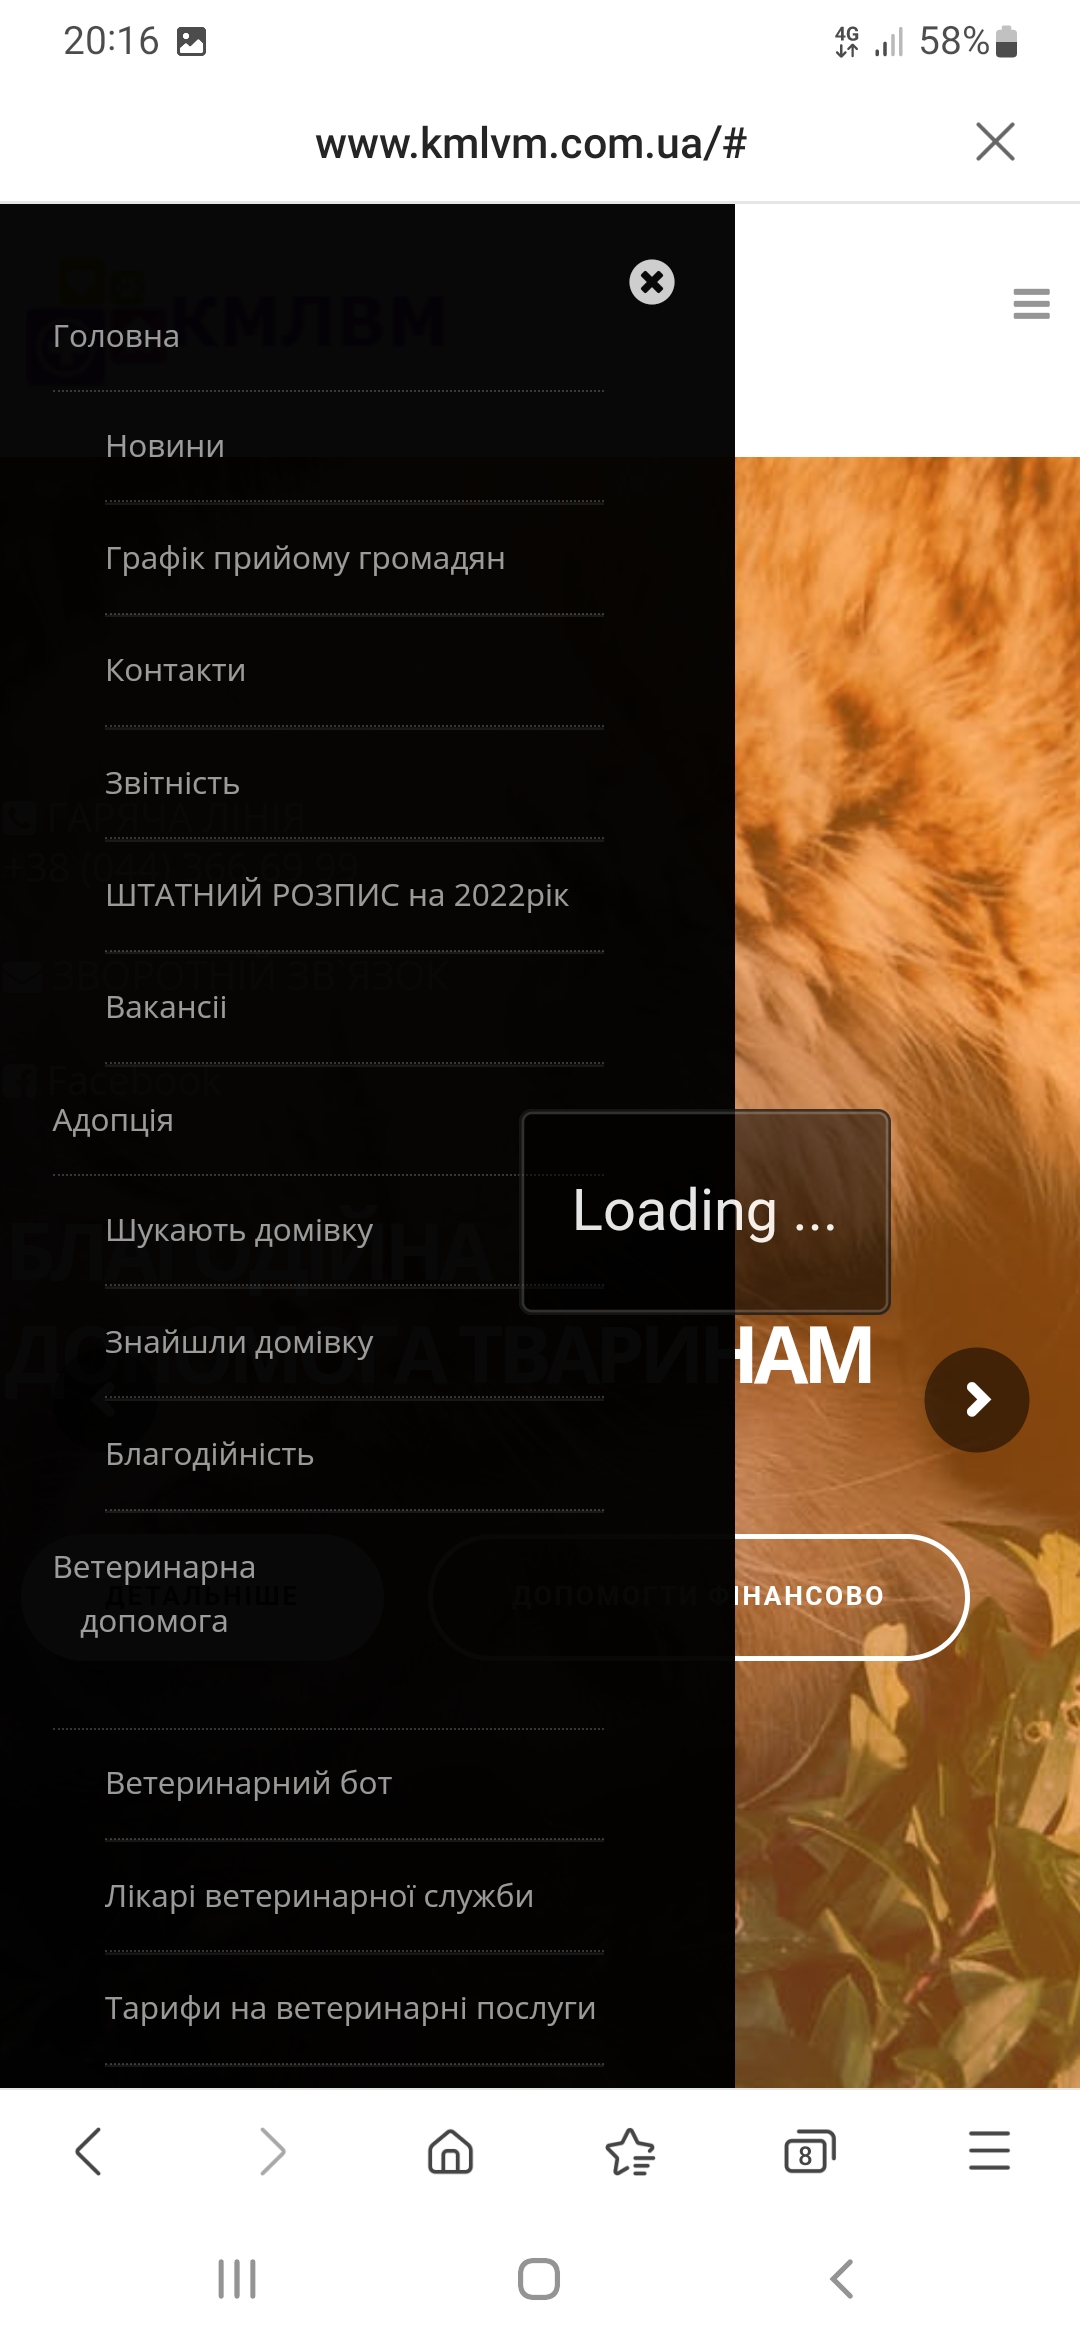 20:16
4G 58%
www.kmlvm.com.ua/#
КМЛВМ
Головна
Новини
Графік прийому громадян
Контакти
Звітність
ГАРЯЧА ЛІНІЯ
+38 (044) 366 69 99
ШТАТНИЙ РОЗПИС на 2022рік
ЗВОРОТНІЙ ЗВ'ЯЗОК
Вакансіі
Facebook
Адопція
Loading ...
Шукають домівку
БЛАГОДІЙНА
Знайшли домівку
ДОПОМОГА ТВАРИНАМ
Благодійність
Ветеринарна
допомога
ДЕТАЛЬНІШЕ
ДОПОМОГТИ ФІНАНСОВО
Ветеринарний бот
Лікарі ветеринарної служби
Тарифи на ветеринарні послуги
8